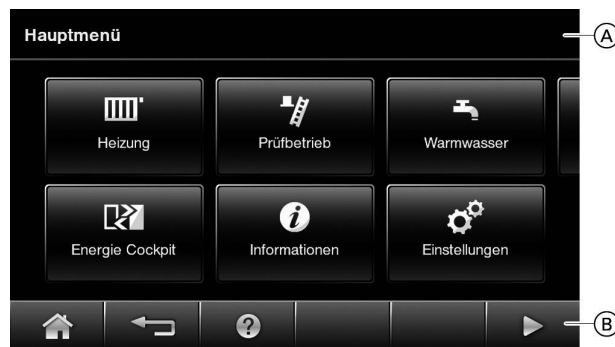 Hauptmenü
A
Heizung
Prüfbetrieb
Warmwasser
Energie Cockpit
Informationen
Einstellungen
B